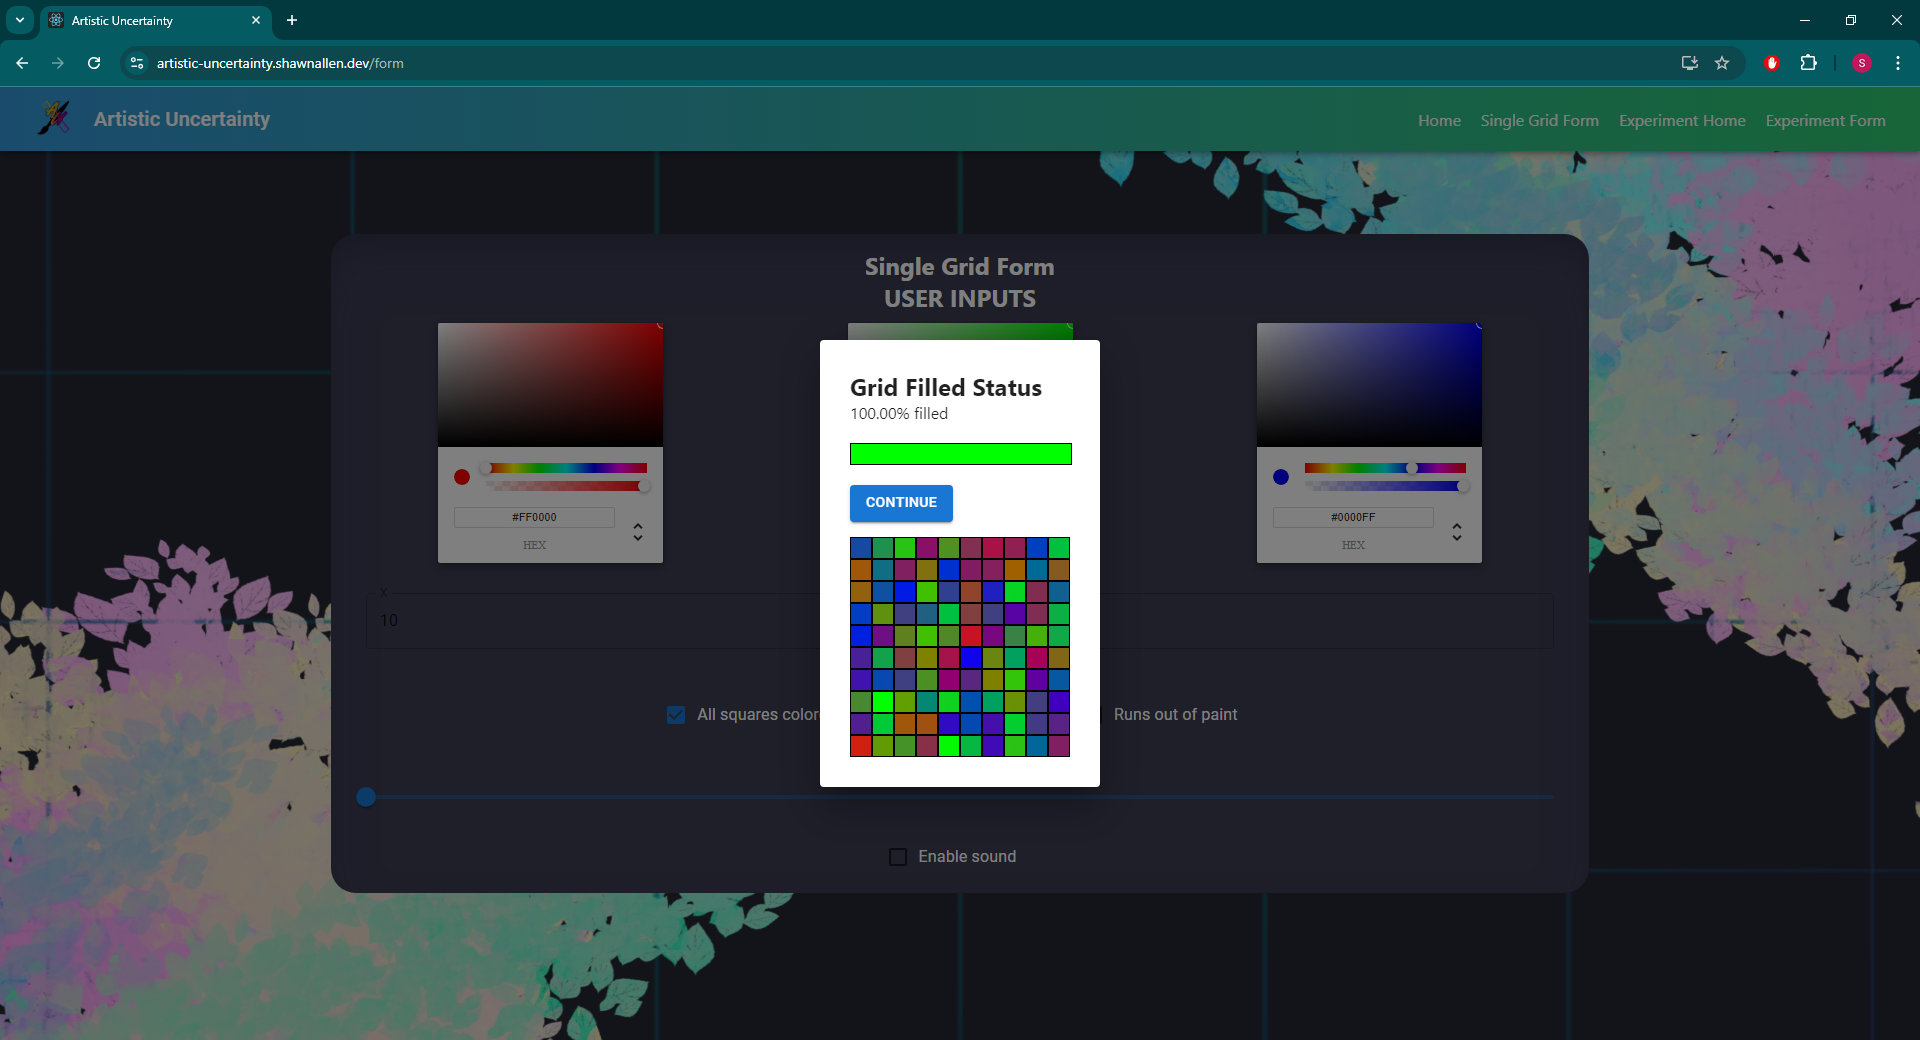 Artistic Uncertainty
artistic-uncertainty.shawnallen.dev/form
S
Artistic Uncertainty
Home Single Grid Form Experiment Home Experiment Form
Single Grid Form
USER INPUTS
Grid Filled Status
100.00% filled
CONTINUE
#FF0000
HEX
#0000FF
HEX
X
10
All squares colore
Runs out of paint
Enable sound